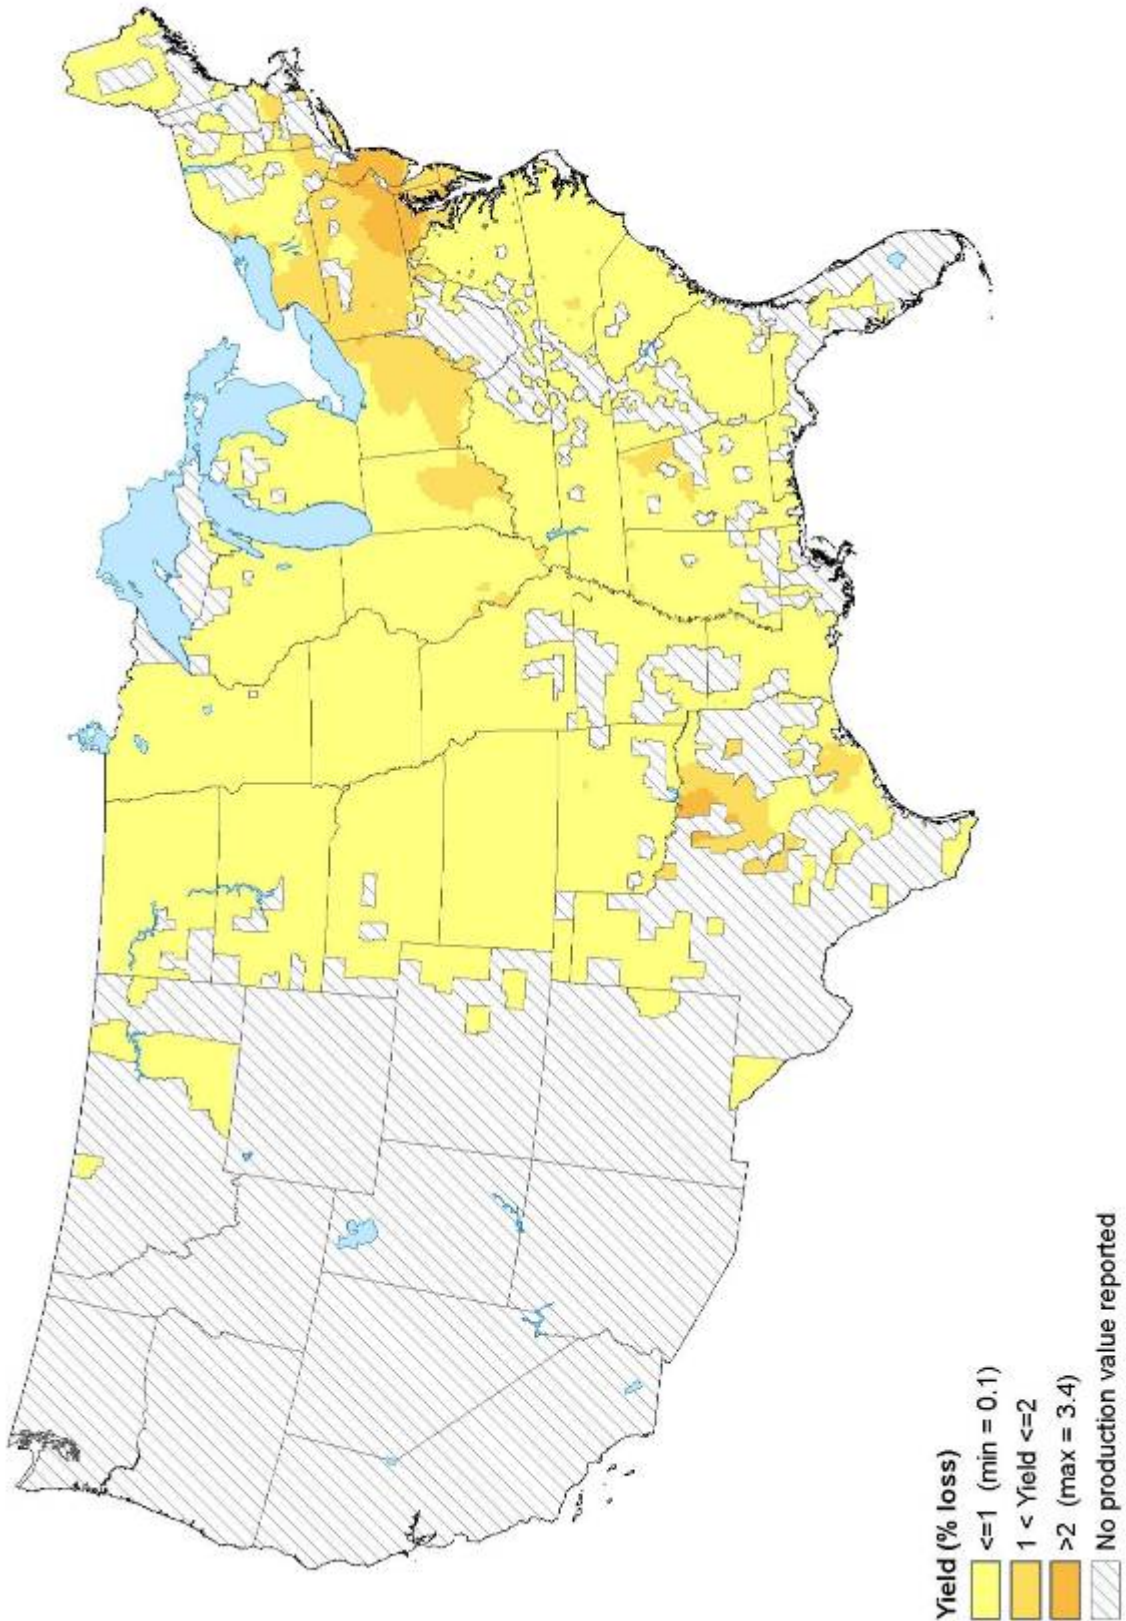 Yield (% loss)
<=1 (min = 0.1)
1 < Yield <=2
>2 (max = 3.4)
No production value reported